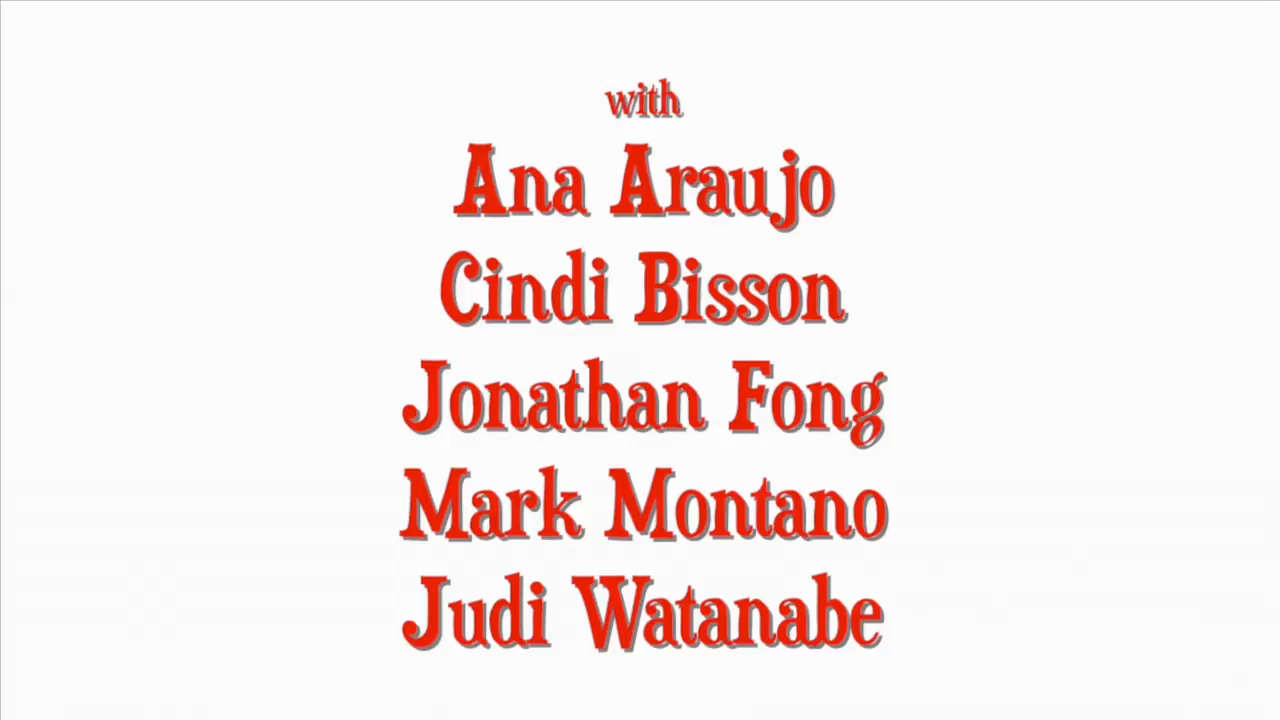 with
Ana Araujo
Cindi Bisson
Jonathan Fong
Mark Montano
Judi Watanabe